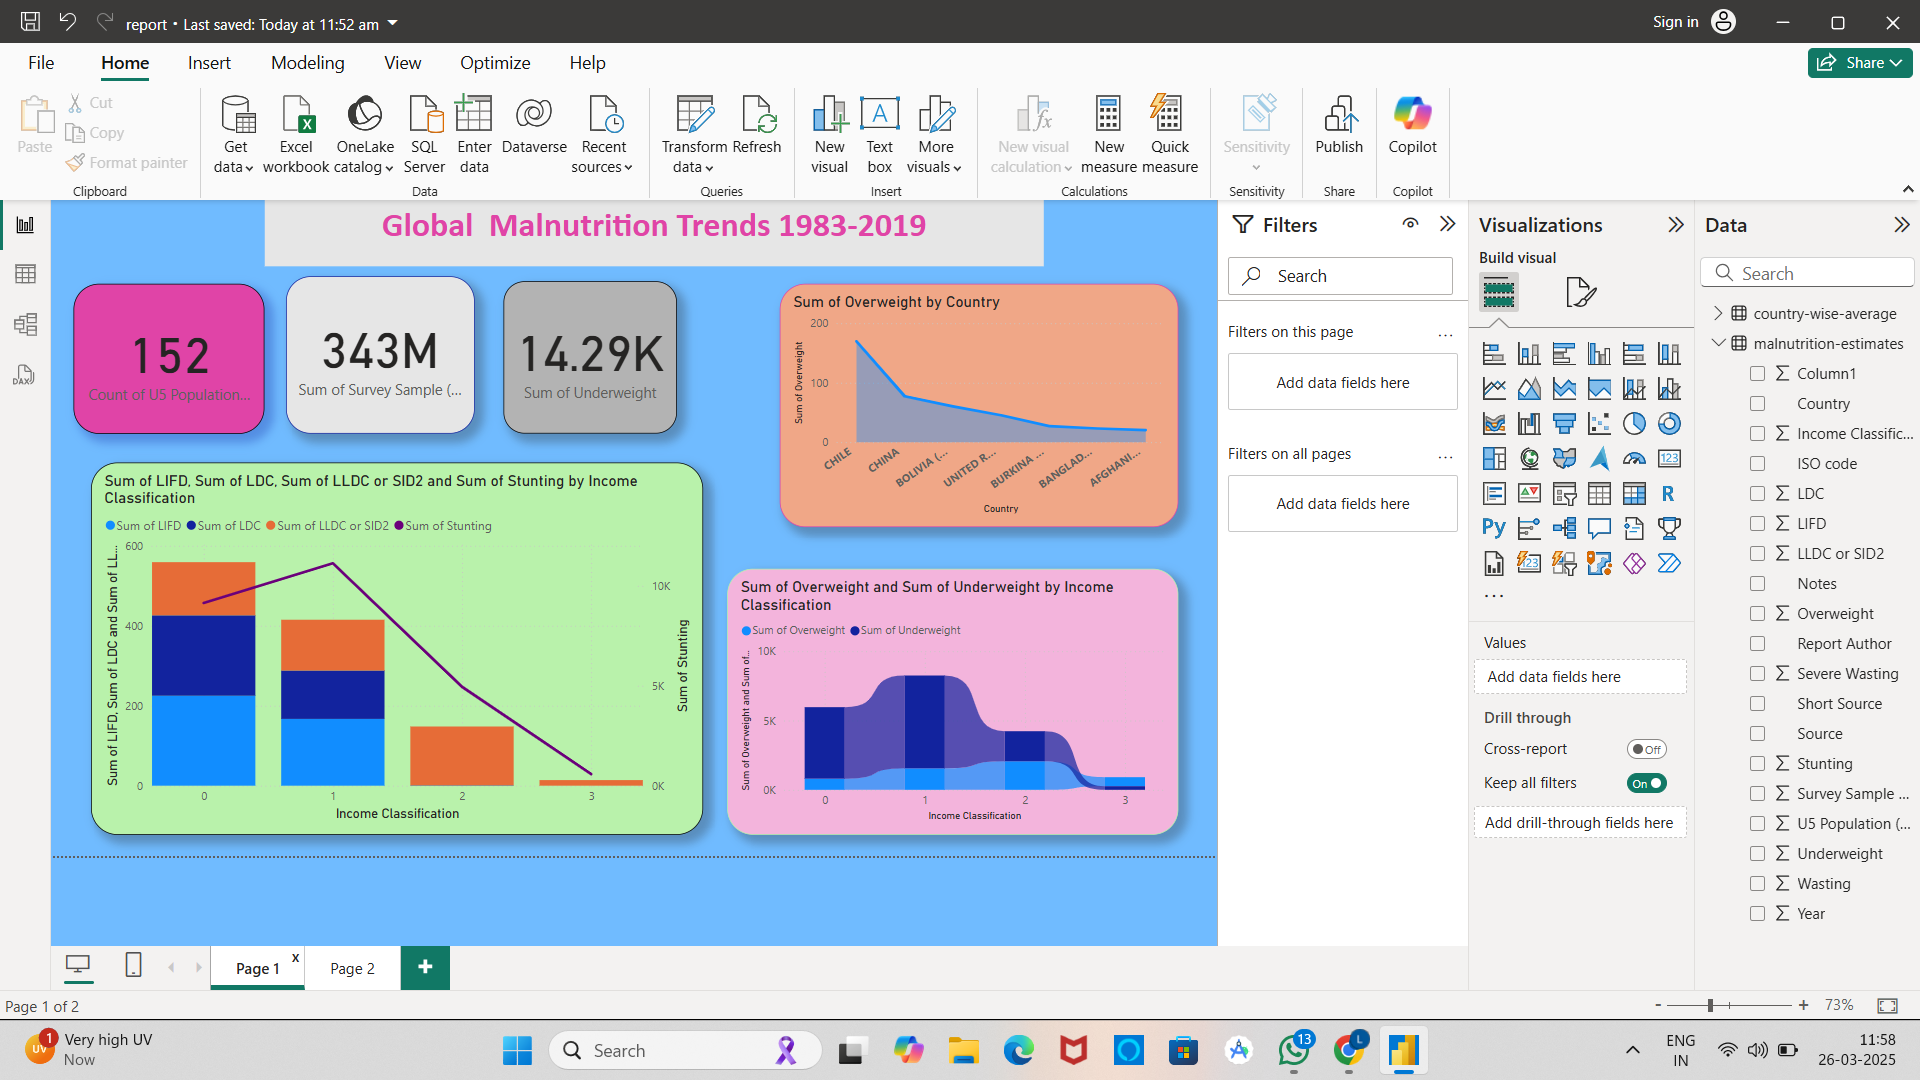 report • Last saved: Today at 11:52 am
Sign in
File Home Insert Modeling View Optimize Help
Share
Paste
Cut
Copy
Format painter
Clipboard
Get data
Excel workbook
OneLake catalog
SQL Server
Enter data
Dataverse
Recent sources
Data
Transform data
Refresh
Queries
New visual
Text box
More visuals
Insert
New visual calculation
New measure
Quick measure
Calculations
Sensitivity
Sensitivity
Publish
Share
Copilot
Copilot
Global Malnutrition Trends 1983-2019
152
Count of U5 Population...
343M
Sum of Survey Sample (...
14.29K
Sum of Underweight
Sum of Overweight by Country
Sum of Overweight
200
100
0
CHILE
CHINA
BOLIVIA (...
UNITED R...
BURKINA ...
BANGLAD...
AFGHANI...
Country
Sum of LIFD, Sum of LDC, Sum of LLDC or SID2 and Sum of Stunting by Income
Classification
Sum of LIFD Sum of LDC Sum of LLDC or SID2 Sum of Stunting
Sum of LIFD, Sum of LDC and Sum of LL...
600
400
200
0
10K
5K
0K
Sum of Stunting
0 1 2 3
Income Classification
Sum of Overweight and Sum of Underweight by Income
Classification
Sum of Overweight Sum of Underweight
Sum of Overweight and Sum of...
10K
5K
0K
0 1 2 3
Income Classification
Filters
Search
Filters on this page
...
Add data fields here
Filters on all pages
...
Add data fields here
Visualizations
Build visual
123
R
Py
123
...
Values
Add data fields here
Drill through
Cross-report Off
Keep all filters On
Add drill-through fields here
Data
Search
country-wise-average
malnutrition-estimates
Column1
Country
Income Classific...
ISO code
LDC
LIFD
LLDC or SID2
Notes
Overweight
Report Author
Severe Wasting
Short Source
Source
Stunting
Survey Sample ...
U5 Population (...
Underweight
Wasting
Year
DAX
Page 1 x
Page 2
+
Page 1 of 2
- + 73%
UV
1
Very high UV
Now
Search
13
L
ENG
IN
11:58
26-03-2025